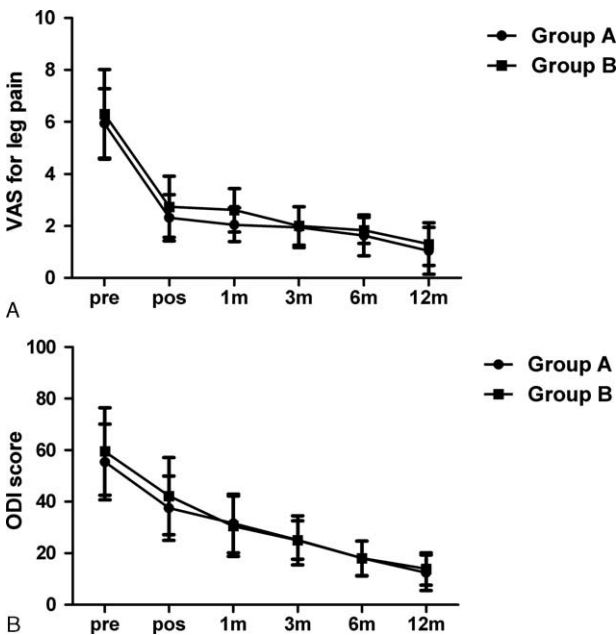 10
8
6
4
2
0
VAS for leg pain
Group A
Group B
pre pos 1m 3m 6m 12m
A
100
80
60
40
20
0
ODI score
Group A
Group B
pre pos 1m 3m 6m 12m
B